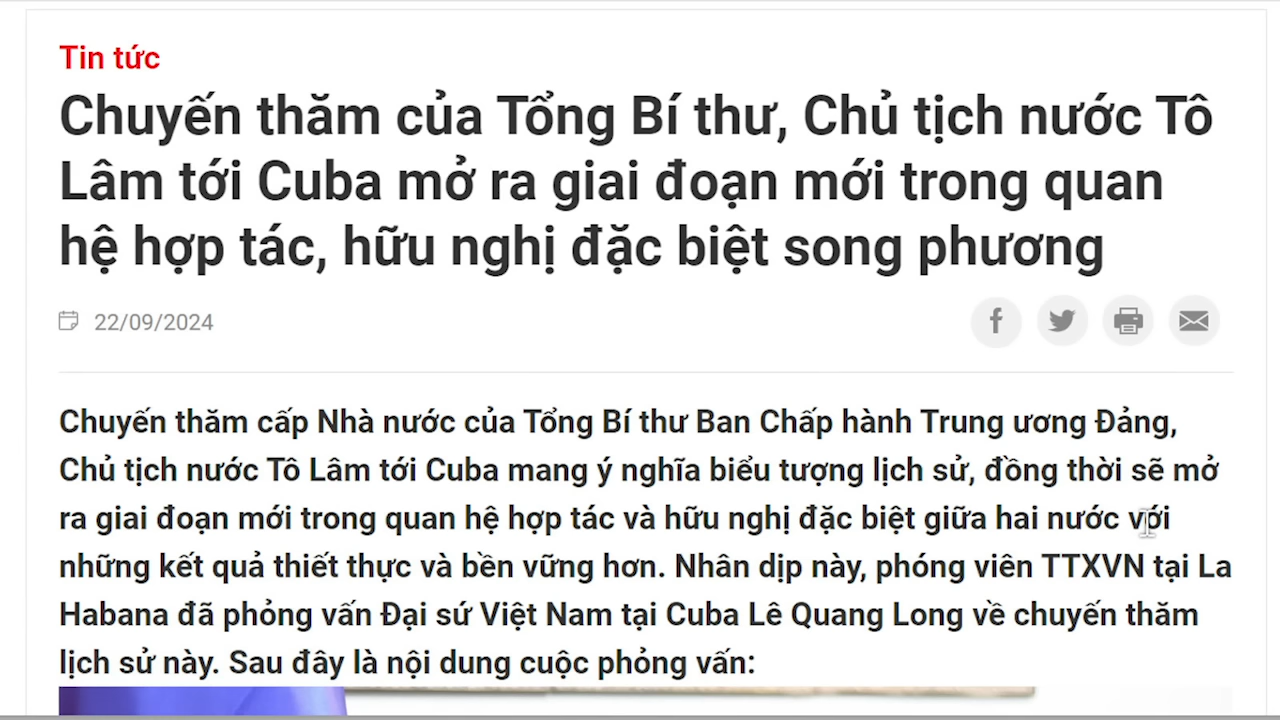 Tin tức
Chuyến thăm của Tổng Bí thư, Chủ tịch nước Tô
Lâm tới Cuba mở ra giai đoạn mới trong quan
hệ hợp tác, hữu nghị đặc biệt song phương
22/09/2024
Chuyến thăm cấp Nhà nước của Tổng Bí thư Ban Chấp hành Trung ương Đảng,
Chủ tịch nước Tô Lâm tới Cuba mang ý nghĩa biểu tượng lịch sử, đồng thời sẽ mở
ra giai đoạn mới trong quan hệ hợp tác và hữu nghị đặc biệt giữa hai nước với
những kết quả thiết thực và bền vững hơn. Nhân dịp này, phóng viên TTXVN tại La
Habana đã phỏng vấn Đại sứ Việt Nam tại Cuba Lê Quang Long về chuyến thăm
lịch sử này. Sau đây là nội dung cuộc phỏng vấn: